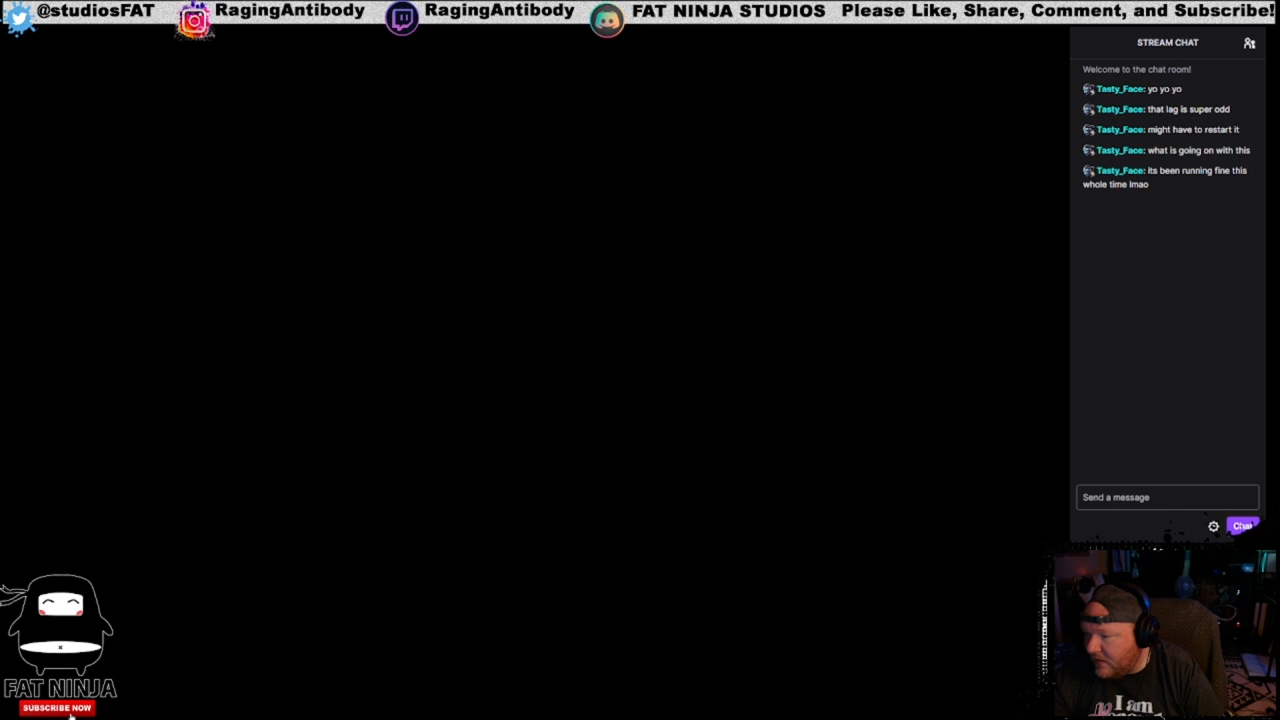 @studiosFAT RagingAntibody RagingAntibody FAT NINJA STUDIOS Please Like, Share, Comment, and Subscribe!
STREAM CHAT
Welcome to the chat room!
Tasty_Face: yo yo yo
Tasty_Face: that lag is super odd
Tasty_Face: might have to restart it
Tasty_Face: what is going on with this
Tasty_Face: its been running fine this
whole time lmao
Send a message
Chat
FAT NINJA
SUBSCRIBE NOW
I am